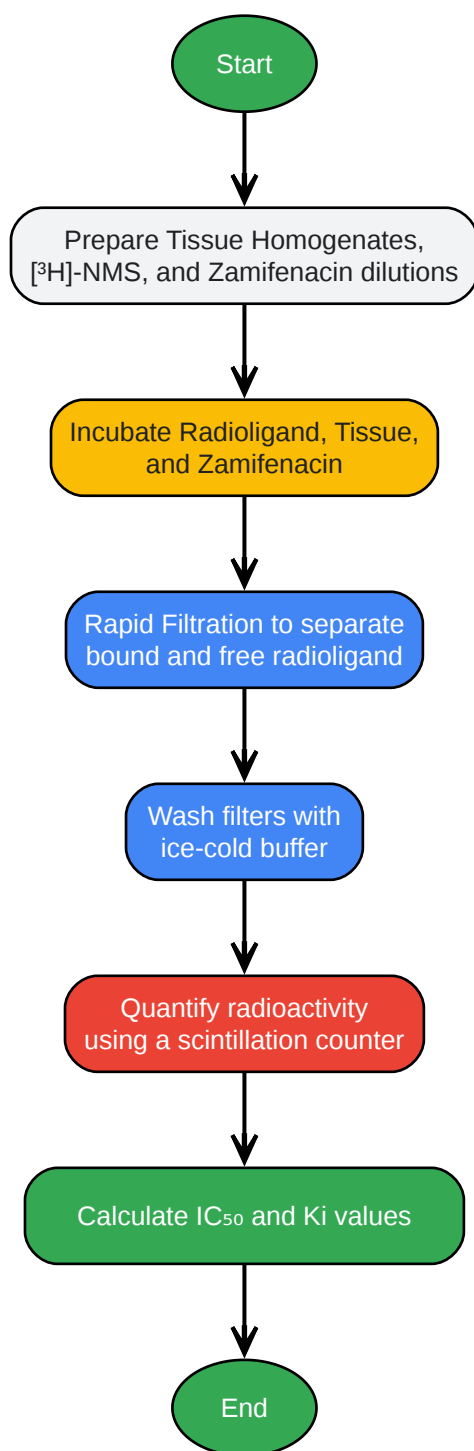 Start
Prepare Tissue Homogenates,
[³H]-NMS, and Zamifenacin dilutions
Incubate Radioligand, Tissue,
and Zamifenacin
Rapid Filtration to separate
bound and free radioligand
Wash filters with
ice-cold buffer
Quantify radioactivity
using a scintillation counter
Calculate IC₅₀ and Ki values
End